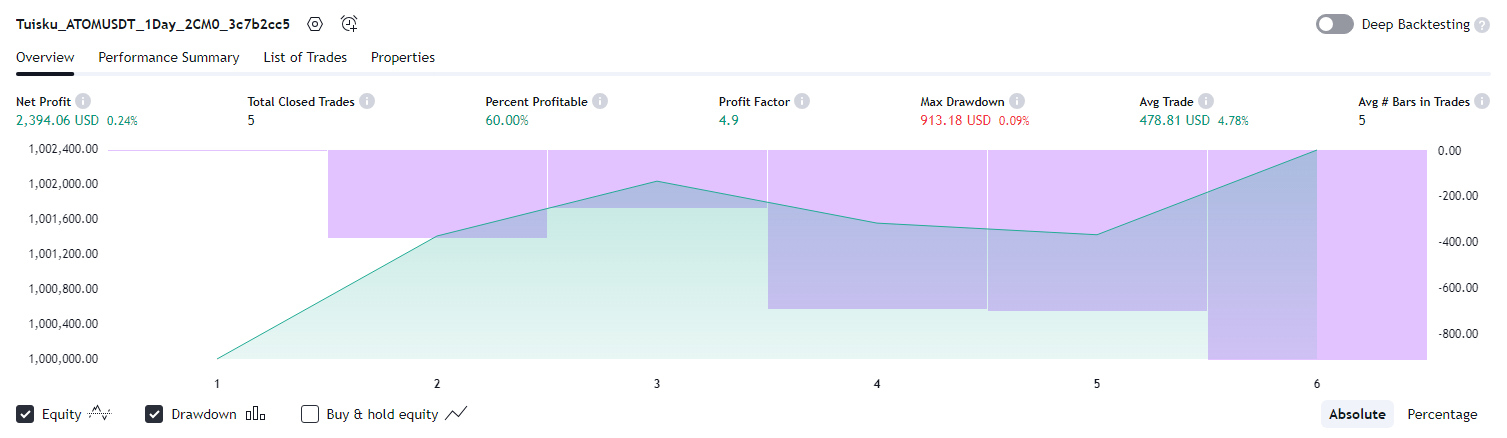 Tuisku_ATOMUSDT_1Day_2CM0_3c7b2cc5 Deep Backtesting ?
Overview Performance Summary List of Trades Properties
Net Profit i Total Closed Trades i Percent Profitable i Profit Factor i Max Drawdown i Avg Trade i Avg # Bars in Trades i
2,394.06 USD 0.24% 5 60.00% 4.9 913.18 USD 0.09% 478.81 USD 4.78% 5
1,002,400.00 0.00
1,002,000.00 -200.00
1,001,600.00 -400.00
1,001,200.00 -600.00
1,000,800.00 -800.00
1,000,400.00
1,000,000.00
1 2 3 4 5 6
Equity Drawdown Buy & hold equity Absolute Percentage